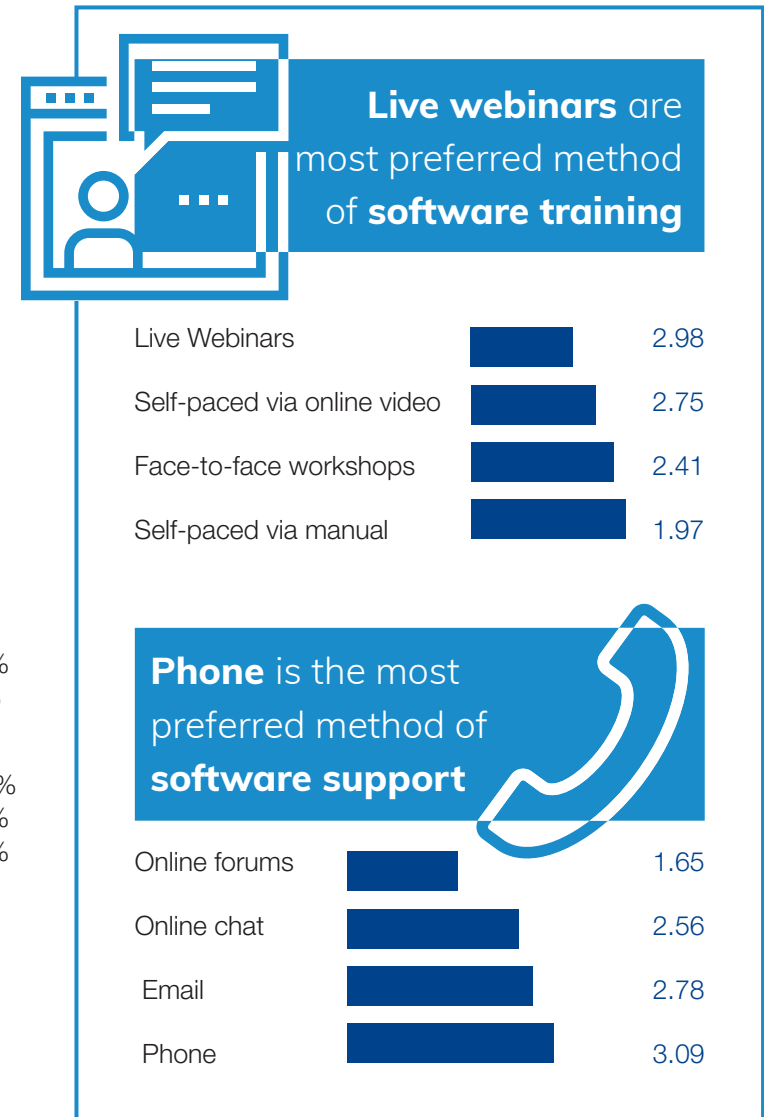 Live webinars are
most preferred method
of software training
Live Webinars 2.98
Self-paced via online video 2.75
Face-to-face workshops 2.41
Self-paced via manual 1.97
%
Phone is the most
preferred method of
software support
%
%
%
Online forums 1.65
Online chat 2.56
Email 2.78
Phone 3.09